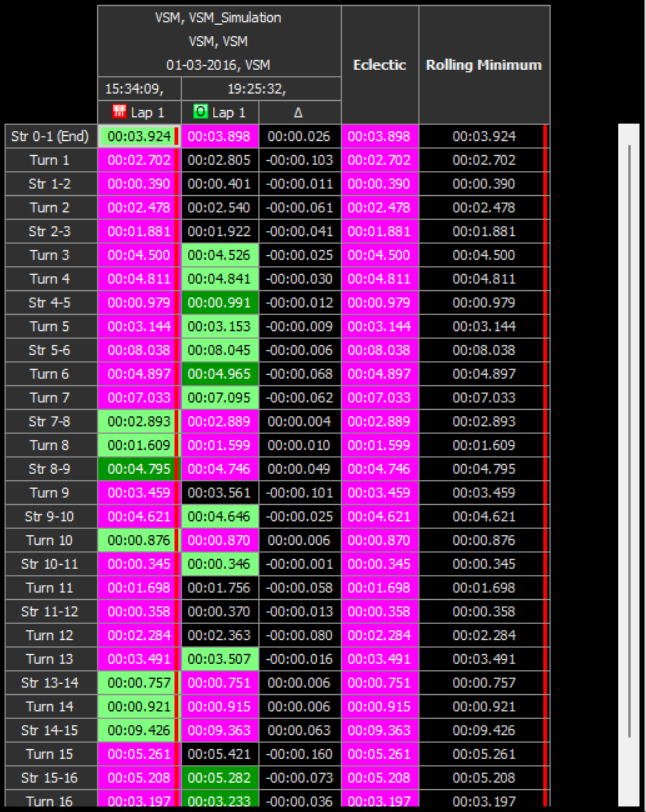 VSM, VSM_Simulation
VSM, VSM
01-03-2016, VSM
Eclectic
Rolling Minimum
15:34:09, 19:25:32,
Lap 1 Lap 1 Δ
Str 0-1 (End) 00:03.924 00:03.898 00:00.026 00:03.898 00:03.924
Turn 1 00:02.702 00:02.805 -00:00.103 00:02.702 00:02.702
Str 1-2 00:00.390 00:00.401 -00:00.011 00:00.390 00:00.390
Turn 2 00:02.478 00:02.540 -00:00.061 00:02.478 00:02.478
Str 2-3 00:01.881 00:01.922 -00:00.041 00:01.881 00:01.881
Turn 3 00:04.500 00:04.526 -00:00.025 00:04.500 00:04.500
Turn 4 00:04.811 00:04.841 -00:00.030 00:04.811 00:04.811
Str 4-5 00:00.979 00:00.991 -00:00.012 00:00.979 00:00.979
Turn 5 00:03.144 00:03.153 -00:00.009 00:03.144 00:03.144
Str 5-6 00:08.038 00:08.045 -00:00.006 00:08.038 00:08.038
Turn 6 00:04.897 00:04.965 -00:00.068 00:04.897 00:04.897
Turn 7 00:07.033 00:07.095 -00:00.062 00:07.033 00:07.033
Str 7-8 00:02.893 00:02.889 00:00.004 00:02.889 00:02.893
Turn 8 00:01.609 00:01.599 00:00.010 00:01.599 00:01.609
Str 8-9 00:04.795 00:04.746 00:00.049 00:04.746 00:04.795
Turn 9 00:03.459 00:03.561 -00:00.101 00:03.459 00:03.459
Str 9-10 00:04.621 00:04.646 -00:00.025 00:04.621 00:04.621
Turn 10 00:00.876 00:00.870 00:00.006 00:00.870 00:00.876
Str 10-11 00:00.345 00:00.346 -00:00.001 00:00.345 00:00.345
Turn 11 00:01.698 00:01.756 -00:00.058 00:01.698 00:01.698
Str 11-12 00:00.358 00:00.370 -00:00.013 00:00.358 00:00.358
Turn 12 00:02.284 00:02.363 -00:00.080 00:02.284 00:02.284
Turn 13 00:03.491 00:03.507 -00:00.016 00:03.491 00:03.491
Str 13-14 00:00.757 00:00.751 00:00.006 00:00.751 00:00.757
Turn 14 00:00.921 00:00.915 00:00.006 00:00.915 00:00.921
Str 14-15 00:09.426 00:09.363 00:00.063 00:09.363 00:09.426
Turn 15 00:05.261 00:05.421 -00:00.160 00:05.261 00:05.261
Str 15-16 00:05.208 00:05.282 -00:00.073 00:05.208 00:05.208
Turn 16 00:03.197 00:03.233 -00:00.036 00:03.197 00:03.197